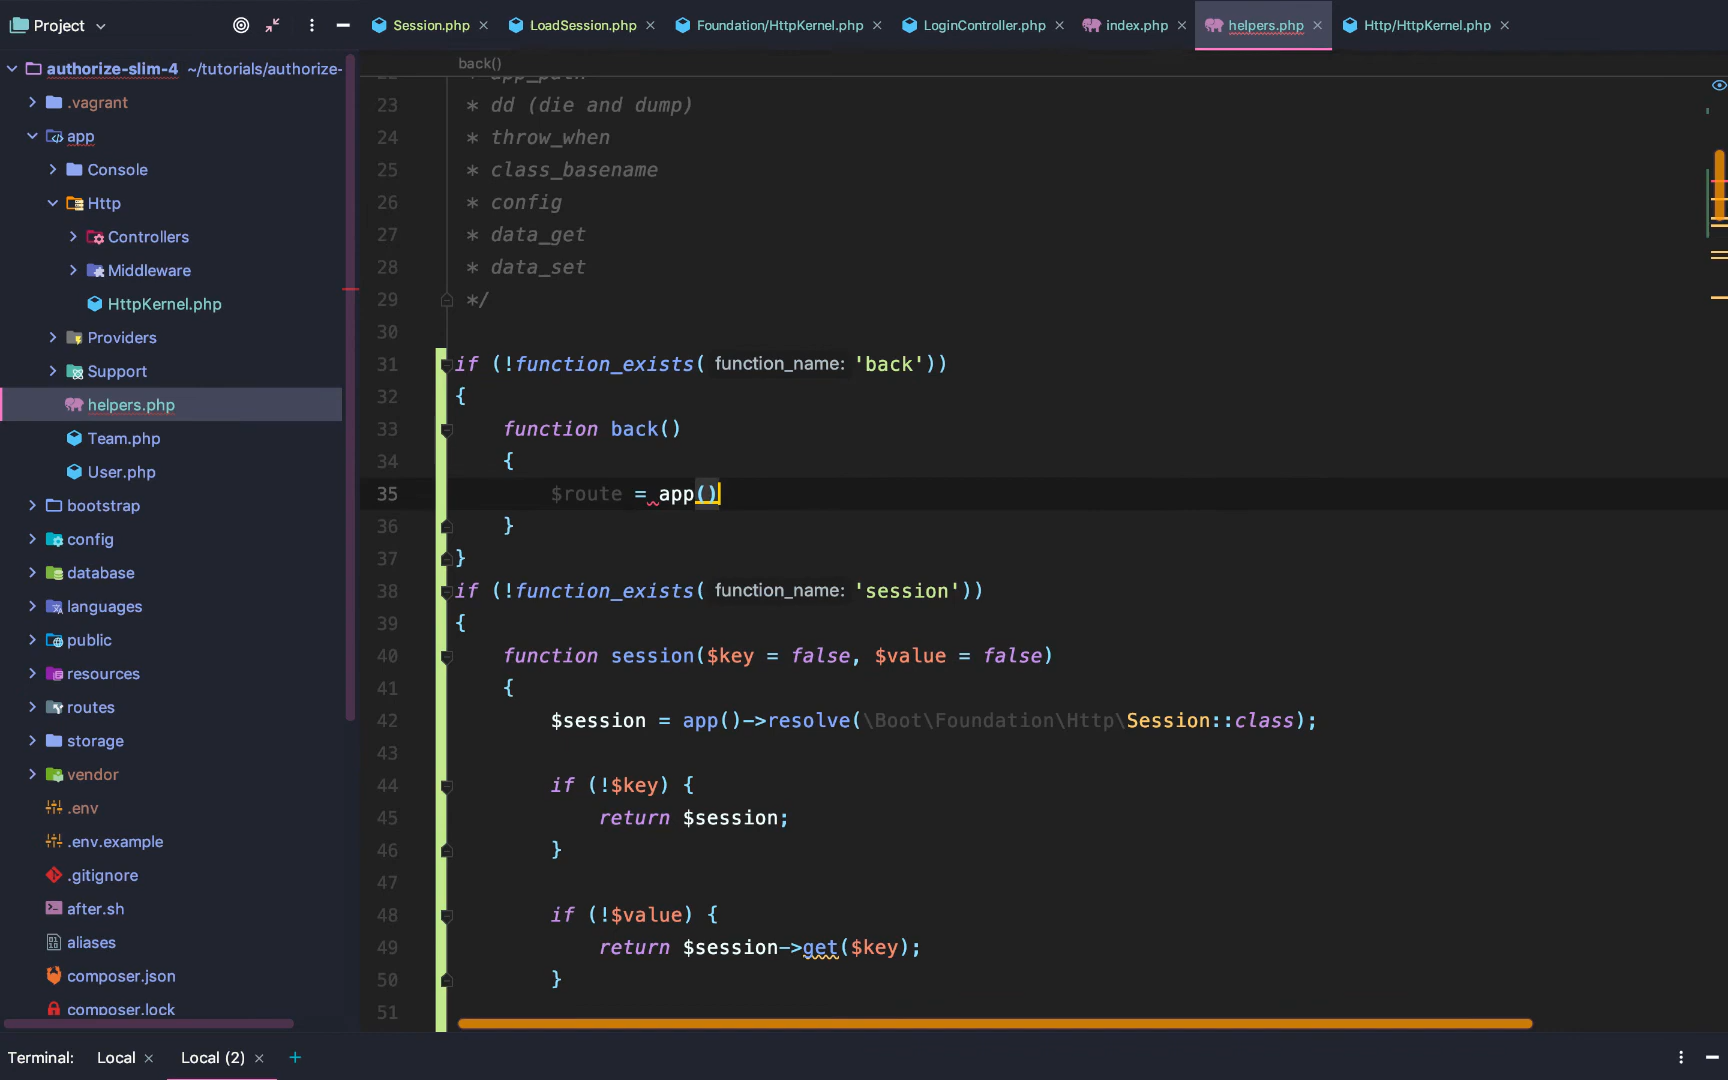 Project
Session.php
LoadSession.php
Foundation/HttpKernel.php
LoginController.php
index.php
helpers.php
Http/HttpKernel.php
authorize-slim-4 ~/tutorials/authorize-
.vagrant
app
Console
Http
Controllers
Middleware
HttpKernel.php
Providers
Support
helpers.php
Team.php
User.php
bootstrap
config
database
languages
public
resources
routes
storage
vendor
.env
.env.example
.gitignore
after.sh
aliases
composer.json
composer.lock
back()
22 * app_path
23 * dd (die and dump)
24 * throw_when
25 * class_basename
26 * config
27 * data_get
28 * data_set
29 */
30
31 if (!function_exists( function_name: 'back'))
32 {
33 function back()
34 {
35 $route = app()
36 }
37 }
38 if (!function_exists( function_name: 'session'))
39 {
40 function session($key = false, $value = false)
41 {
42 $session = app()->resolve(\Boot\Foundation\Http\Session::class);
43
44 if (!$key) {
45 return $session;
46 }
47
48 if (!$value) {
49 return $session->get($key);
50 }
51
Terminal: Local Local (2) +